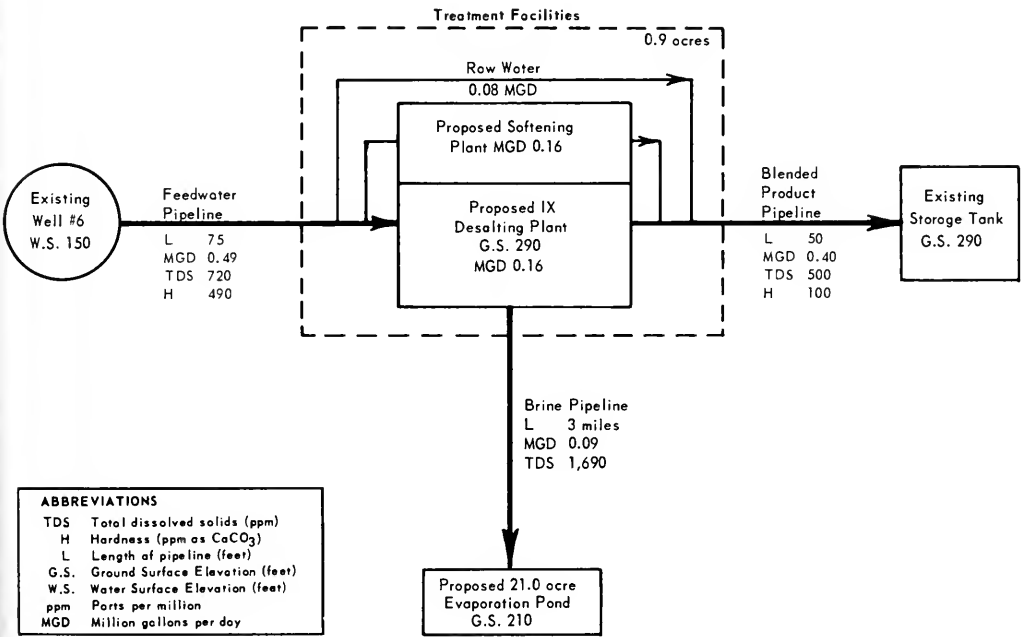 Treatment Facilities
0.9 ocres
Row Woter
0.08 MGD
Proposed Softening
Plant MGD 0.16
Existing
Well #6
W.S. 150
Feedwater
Pipeline
L 75
MGD 0.49
TDS 720
H 490
Proposed IX
Desalting Plant
G.S. 290
MGD 0.16
Blended
Product
Pipeline
L 50
MGD 0.40
TDS 500
H 100
Existing
Storage Tank
G.S. 290
Brine Pipeline
L 3 miles
MGD 0.09
TDS 1,690
Proposed 21.0 ocre
Evaporation Pond
G.S. 210
ABBREVIATIONS
TDS Total dissolved solids (ppm)
H Hardness (ppm as CaCO3)
L Length of pipeline (feet)
G.S. Ground Surface Elevation (feet)
W.S. Water Surface Elevation (feet)
ppm Parts per million
MGD Million gallons per day